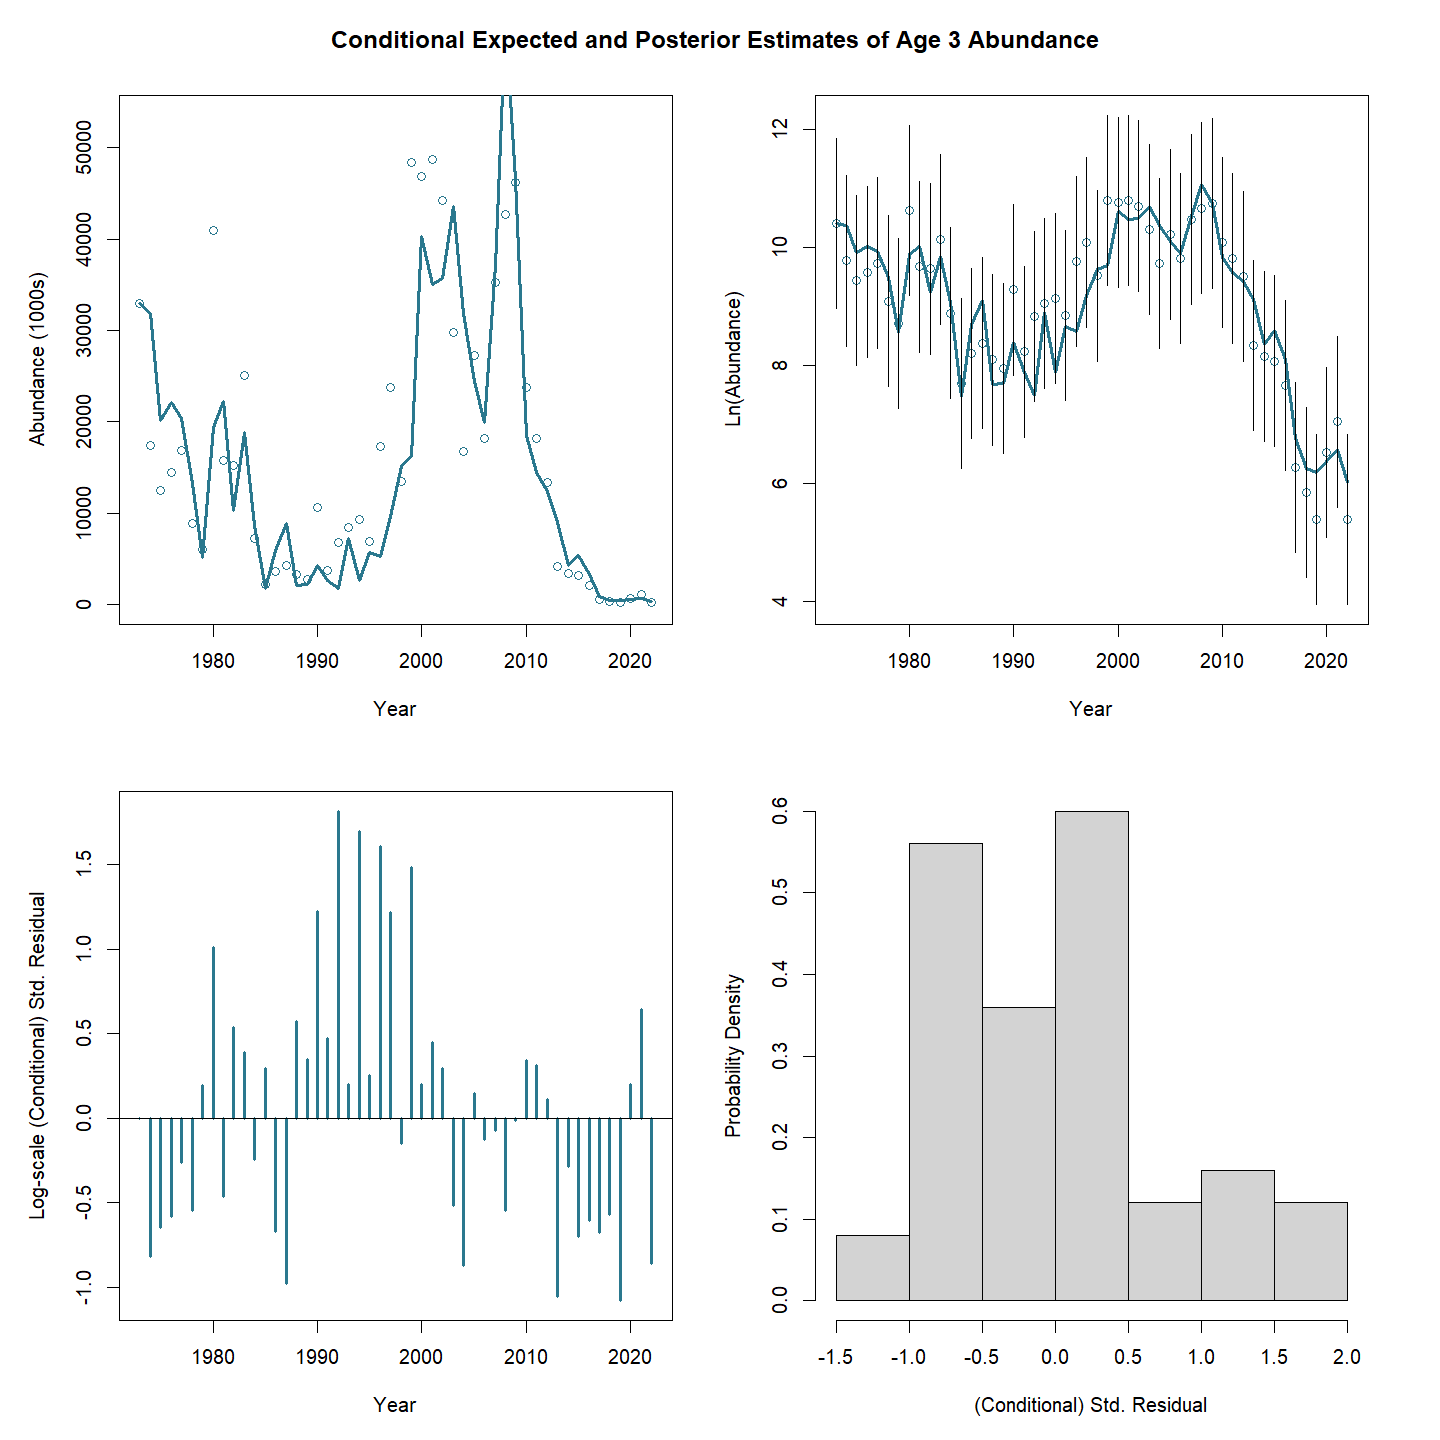 Conditional Expected and Posterior Estimates of Age 3 Abundance
Abundance (1000s)
50000
40000
30000
20000
10000
0
1980 1990 2000 2010 2020
Year
Ln(Abundance)
12
10
8
6
4
1980 1990 2000 2010 2020
Year
Log-scale (Conditional) Std. Residual
1.5
1.0
0.5
0.0
-0.5
-1.0
1980 1990 2000 2010 2020
Year
Probability Density
0.6
0.5
0.4
0.3
0.2
0.1
0.0
-1.5 -1.0 -0.5 0.0 0.5 1.0 1.5 2.0
(Conditional) Std. Residual